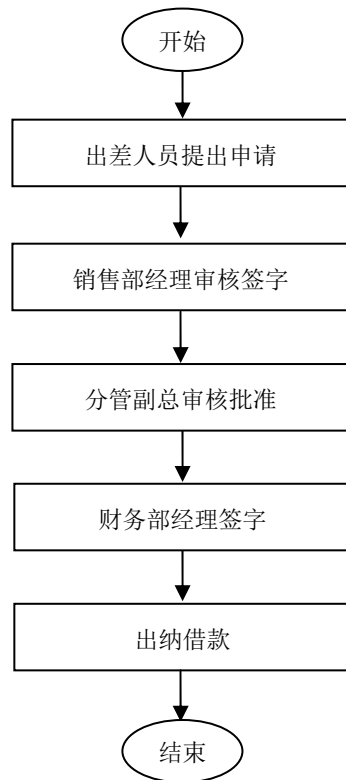 开始
出差人员提出申请
销售部经理审核签字
分管副总审核批准
财务部经理签字
出纳借款
结束